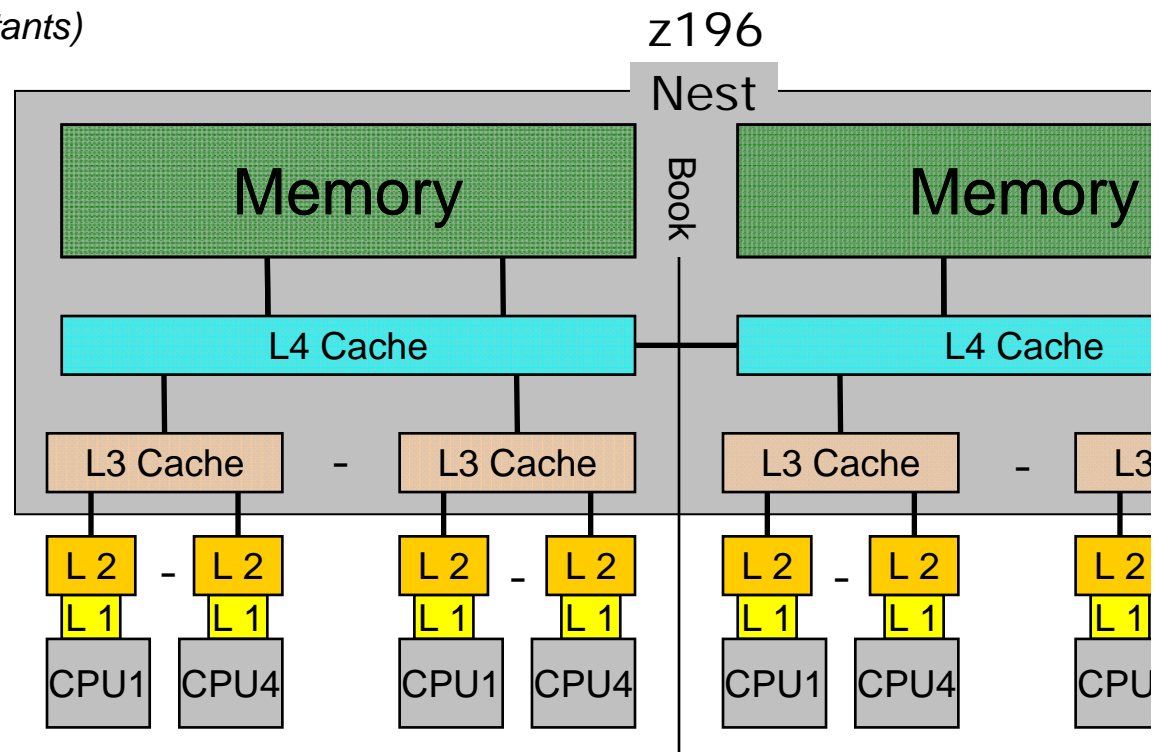 tants)
z196
Nest
Memory
Book
Memory
L4 Cache
L4 Cache
L3 Cache - L3 Cache
L3 Cache - L3
L 2 - L 2 L 2 - L 2
L 2 - L 2 L 2
L 1 L 1 L 1 L 1
L 1 L 1 L 1
CPU1 CPU4 CPU1 CPU4
CPU1 CPU4 CPU